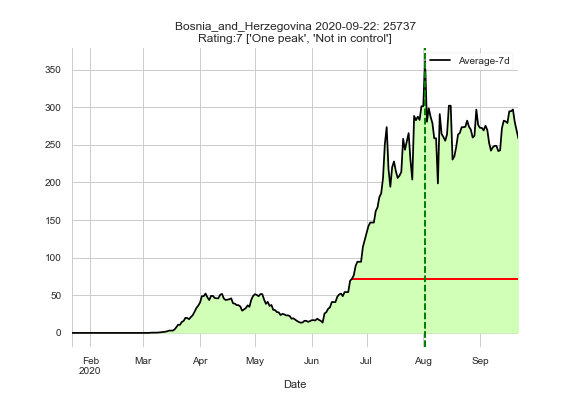 Bosnia_and_Herzegovina 2020-09-22: 25737
Rating:7 ['One peak', 'Not in control']
Average-7d
350
300
250
200
150
100
50
0
Feb Mar Apr May Jun Jul Aug Sep
2020
Date